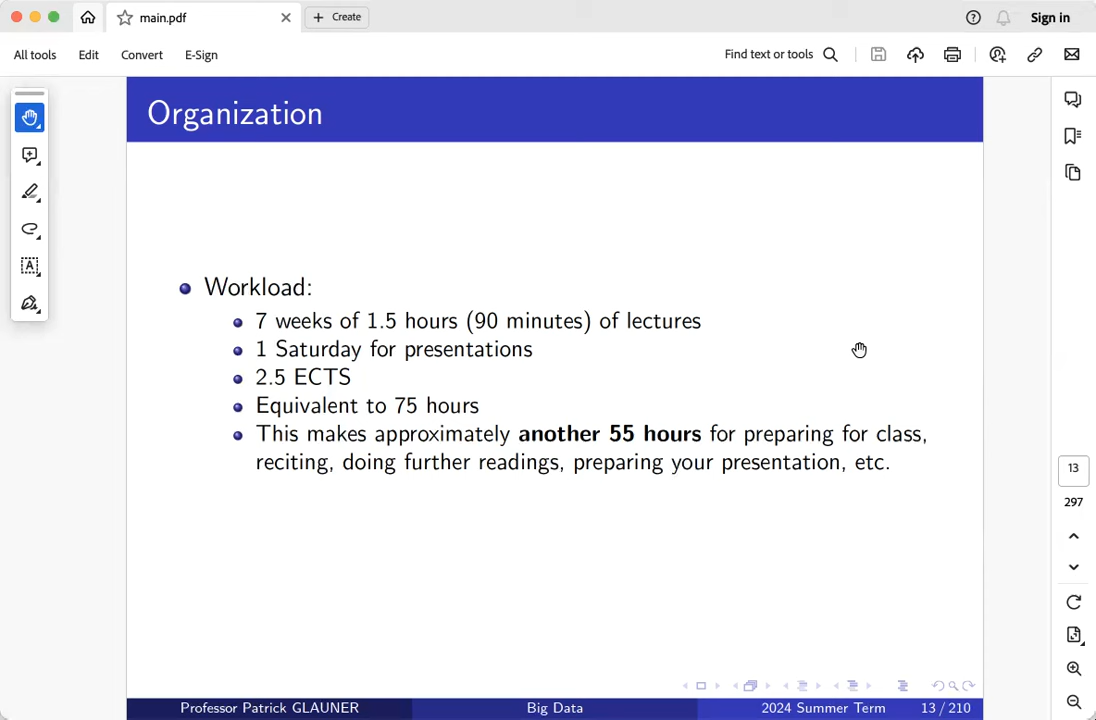 main.pdf
Create
Sign in
All tools
Edit
Convert
E-Sign
Find text or tools
Organization
Workload:
7 weeks of 1.5 hours (90 minutes) of lectures
1 Saturday for presentations
2.5 ECTS
Equivalent to 75 hours
This makes approximately another 55 hours for preparing for class,
reciting, doing further readings, preparing your presentation, etc.
13
297
Professor Patrick GLAUNER
Big Data
2024 Summer Term
13 / 210